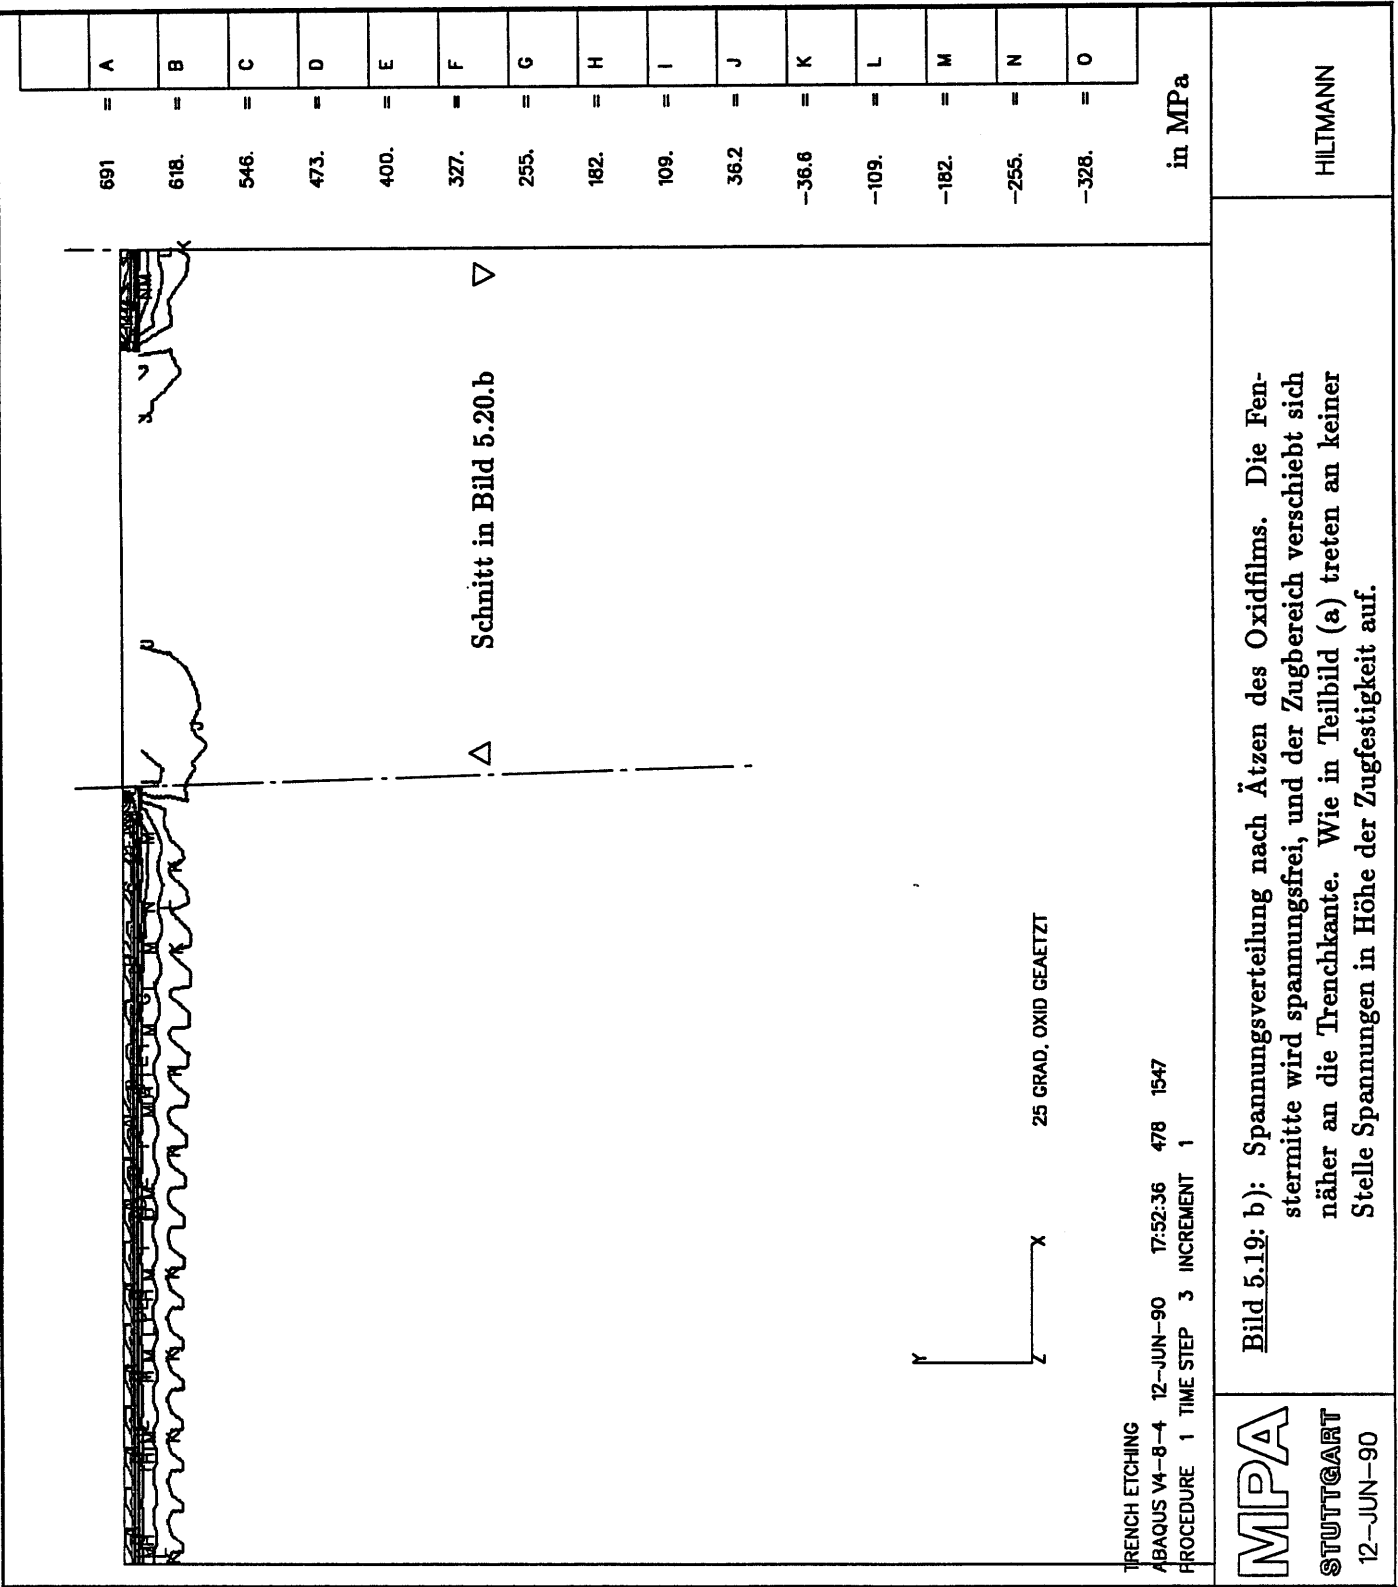 691 = A
618. = B
546. = C
473. = D
400. = E
327. = F
255. = G
182. = H
109. = I
36.2 = J
-36.6 = K
-109. = L
-182. = M
-255. = N
-328. = O
in MPa
Schnitt in Bild 5.20.b
25 GRAD, OXID GEAETZT
Y
X
Z
TRENCH ETCHING
ABAQUS V4-8-4 12-JUN-90 17:52:36 478 1547
PROCEDURE 1 TIME STEP 3 INCREMENT 1
MPA
STUTTGART
12-JUN-90
Bild 5.19: b): Spannungsverteilung nach Ätzen des Oxidfilms. Die Fen-
stermitte wird spannungsfrei, und der Zugbereich verschiebt sich
näher an die Trenchkante. Wie in Teilbild (a) treten an keiner
Stelle Spannungen in Höhe der Zugfestigkeit auf.
HILTMANN